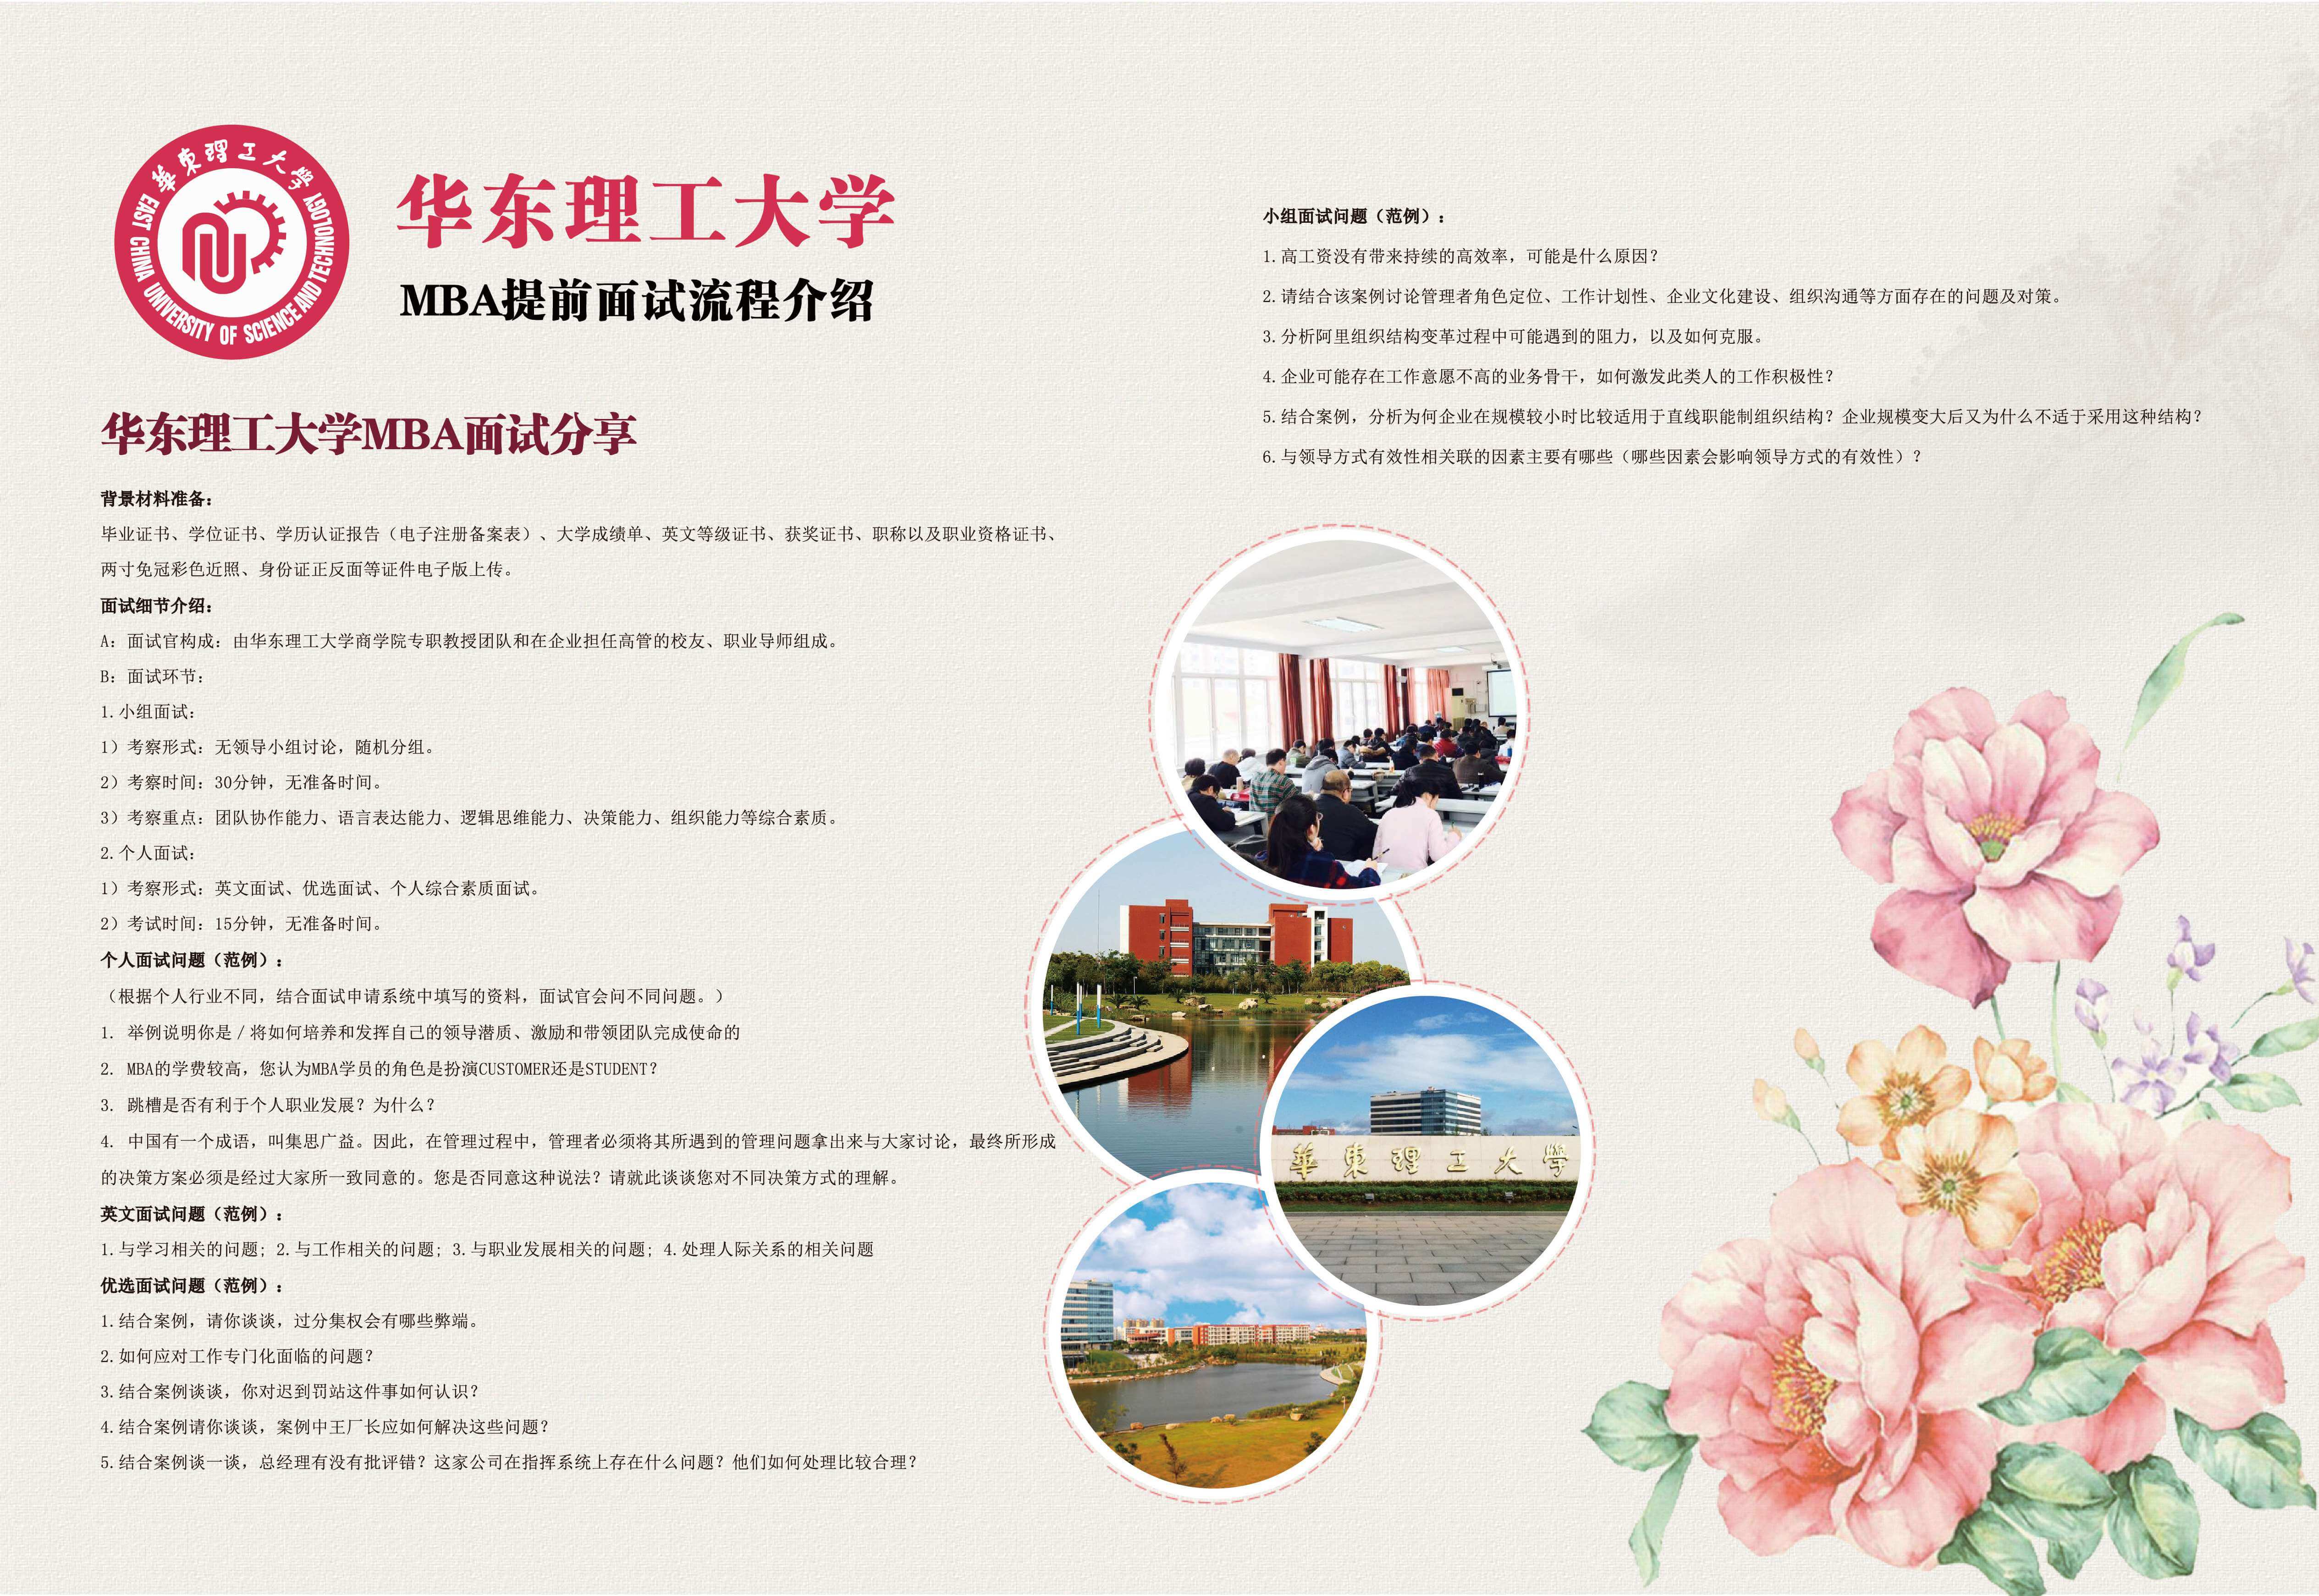 華東理工大學
EAST CHINA UNIVERSITY OF SCIENCE AND TECHNOLOGY
华东理工大学
MBA提前面试流程介绍
华东理工大学MBA面试分享
背景材料准备：
毕业证书、学位证书、学历认证报告（电子注册备案表）、大学成绩单、英文等级证书、获奖证书、职称以及职业资格证书、
两寸免冠彩色近照、身份证正反面等证件电子版上传。
面试细节介绍：
A：面试官构成：由华东理工大学商学院专职教授团队和在企业担任高管的校友、职业导师组成。
B：面试环节：
1.小组面试：
1）考察形式：无领导小组讨论，随机分组。
2）考察时间：30分钟，无准备时间。
3）考察重点：团队协作能力、语言表达能力、逻辑思维能力、决策能力、组织能力等综合素质。
2.个人面试：
1）考察形式：英文面试、优选面试、个人综合素质面试。
2）考试时间：15分钟，无准备时间。
个人面试问题（范例）：
（根据个人行业不同，结合面试申请系统中填写的资料，面试官会问不同问题。）
1. 举例说明你是／将如何培养和发挥自己的领导潜质、激励和带领团队完成使命的
2. MBA的学费较高，您认为MBA学员的角色是扮演CUSTOMER还是STUDENT？
3. 跳槽是否有利于个人职业发展？为什么？
4. 中国有一个成语，叫集思广益。因此，在管理过程中，管理者必须将其所遇到的管理问题拿出来与大家讨论，最终所形成
的决策方案必须是经过大家所一致同意的。您是否同意这种说法？请就此谈谈您对不同决策方式的理解。
英文面试问题（范例）：
1.与学习相关的问题; 2.与工作相关的问题; 3.与职业发展相关的问题; 4.处理人际关系的相关问题
优选面试问题（范例）：
1.结合案例，请你谈谈，过分集权会有哪些弊端。
2.如何应对工作专门化面临的问题？
3.结合案例谈谈，你对迟到罚站这件事如何认识？
4.结合案例请你谈谈，案例中王厂长应如何解决这些问题？
5.结合案例谈一谈，总经理有没有批评错？这家公司在指挥系统上存在什么问题？他们如何处理比较合理？
小组面试问题（范例）：
1.高工资没有带来持续的高效率，可能是什么原因？
2.请结合该案例讨论管理者角色定位、工作计划性、企业文化建设、组织沟通等方面存在的问题及对策。
3.分析阿里组织结构变革过程中可能遇到的阻力，以及如何克服。
4.企业可能存在工作意愿不高的业务骨干，如何激发此类人的工作积极性？
5.结合案例，分析为何企业在规模较小时比较适用于直线职能制组织结构？企业规模变大后又为什么不适于采用这种结构？
6.与领导方式有效性相关联的因素主要有哪些（哪些因素会影响领导方式的有效性）？
華東理工大學